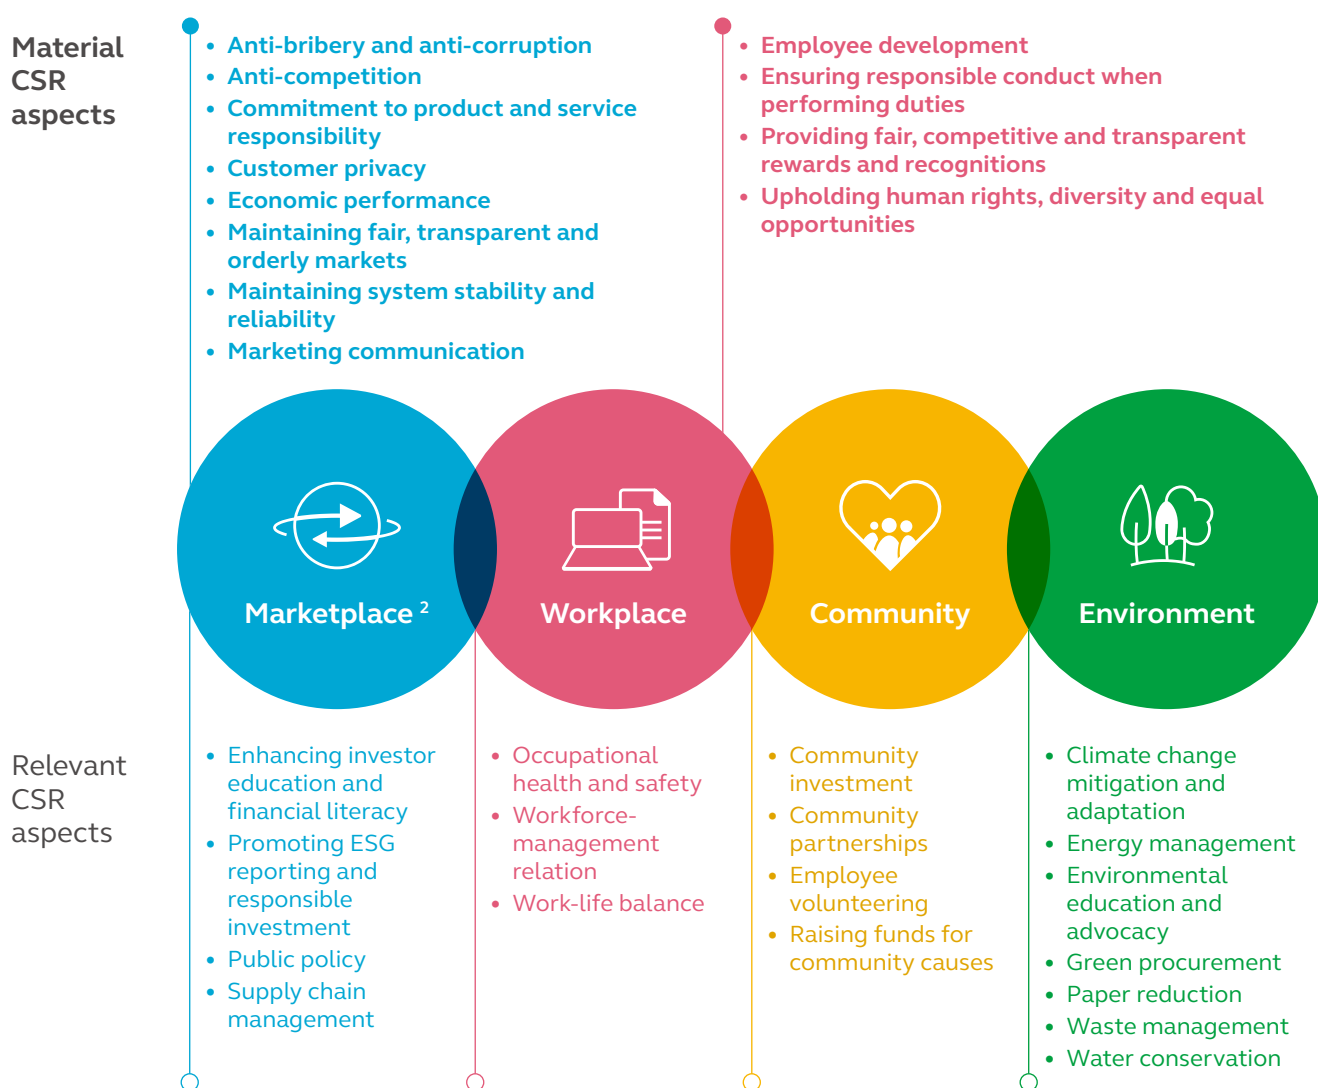 Material
CSR
aspects
• Anti-bribery and anti-corruption
• Anti-competition
• Commitment to product and service
responsibility
• Customer privacy
• Economic performance
• Maintaining fair, transparent and
orderly markets
• Maintaining system stability and
reliability
• Marketing communication
• Employee development
• Ensuring responsible conduct when
performing duties
• Providing fair, competitive and transparent
rewards and recognitions
• Upholding human rights, diversity and equal
opportunities
Marketplace ²
Workplace
Community
Environment
Relevant
CSR
aspects
• Enhancing investor
education and
financial literacy
• Promoting ESG
reporting and
responsible
investment
• Public policy
• Supply chain
management
• Occupational
health and safety
• Workforce-
management
relation
• Work-life balance
• Community
investment
• Community
partnerships
• Employee
volunteering
• Raising funds for
community causes
• Climate change
mitigation and
adaptation
• Energy management
• Environmental
education and
advocacy
• Green procurement
• Paper reduction
• Waste management
• Water conservation